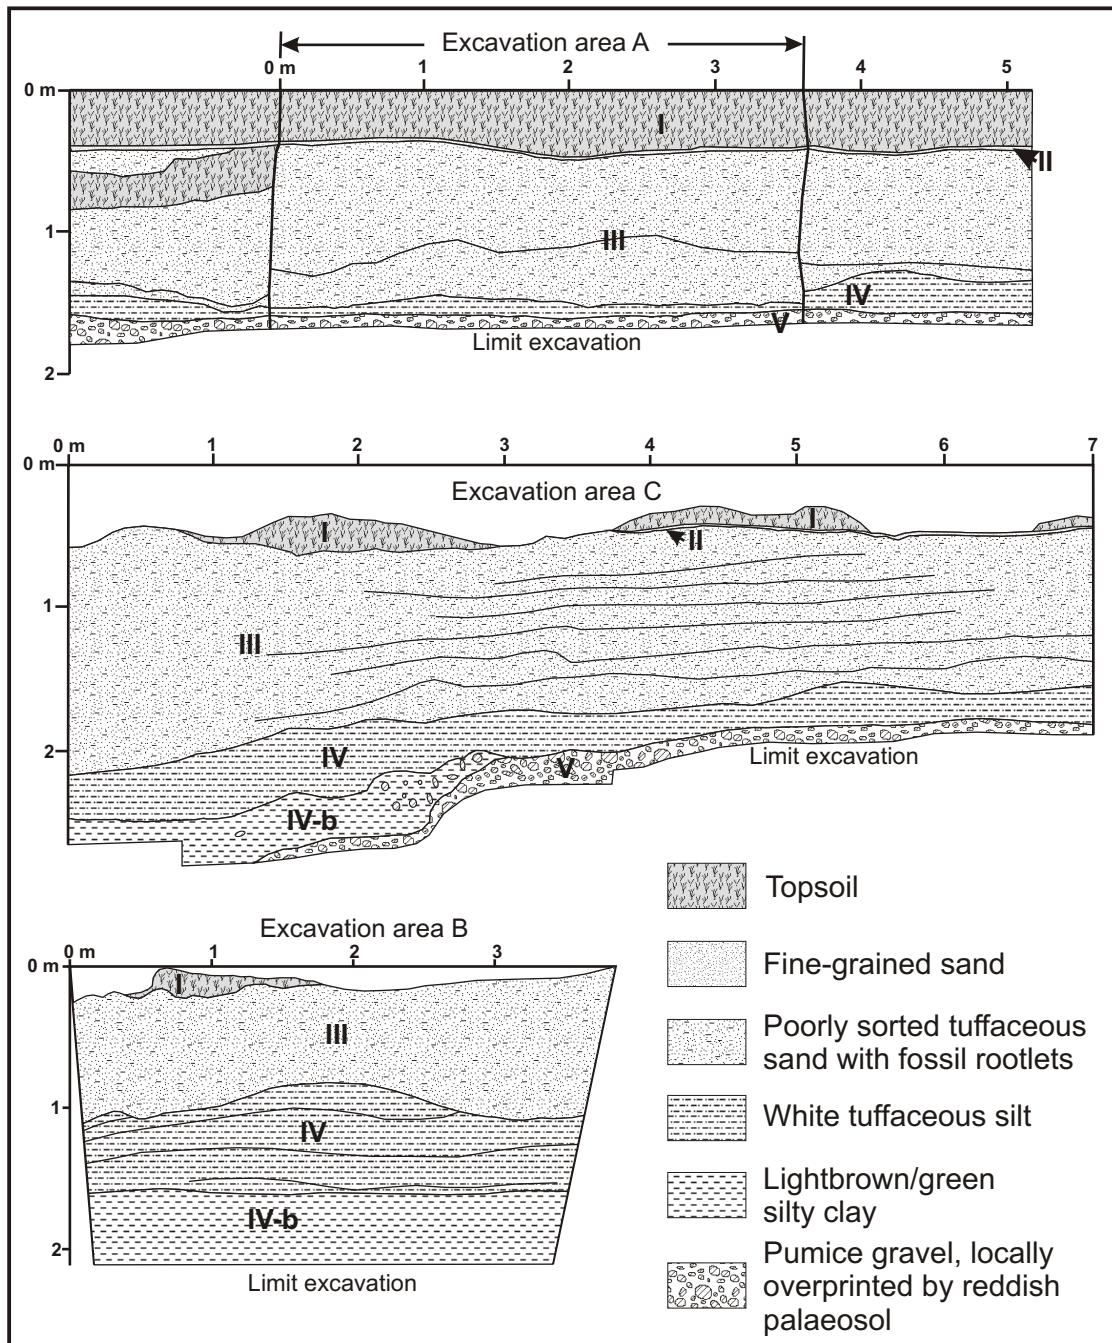 Excavation area A
0 m 1 2 3 4 5
0 m
I
II
1
III
IV
V
Limit excavation
2
0 m 1 2 3 4 5 6 7
0 m
Excavation area C
I I
II
1
III
2
IV
V
Limit excavation
IV-b
Topsoil
Fine-grained sand
Poorly sorted tuffaceous
sand with fossil rootlets
White tuffaceous silt
Lightbrown/green
silty clay
Pumice gravel, locally
overprinted by reddish
palaeosol
Excavation area B
0 m 1 2 3
0 m
I
III
1
IV
IV-b
2
Limit excavation